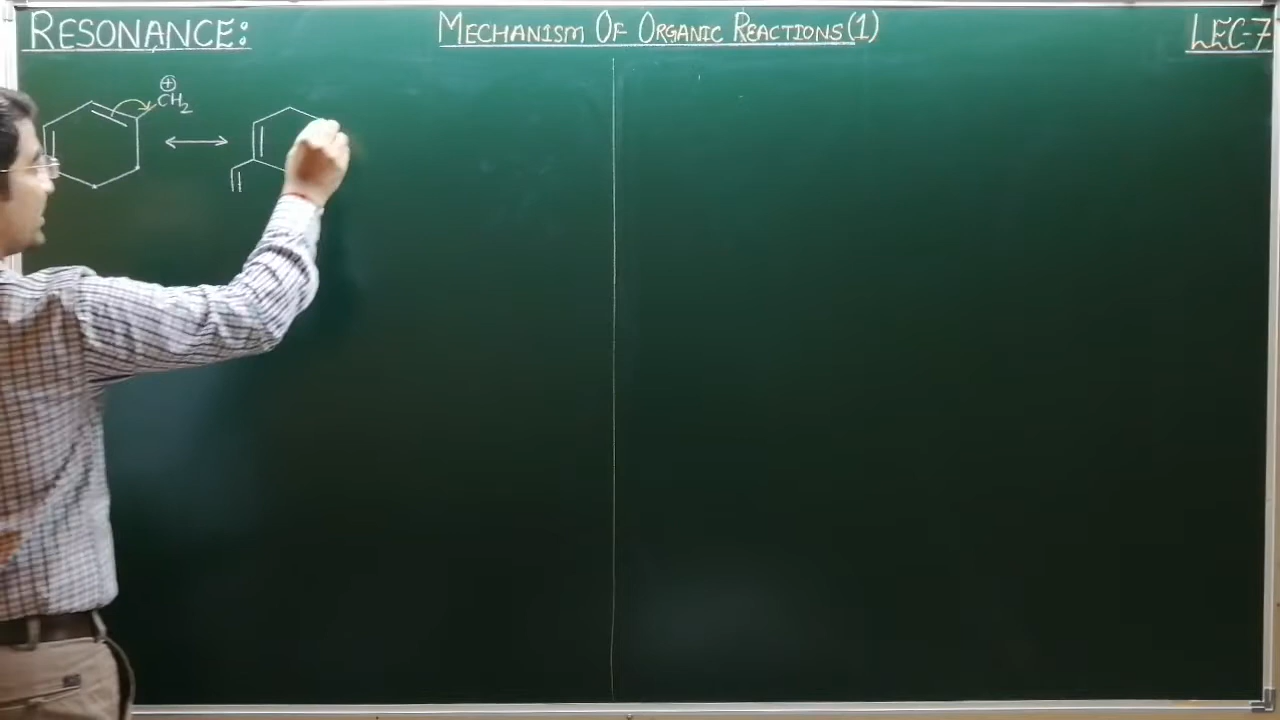 RESONANCE:
MECHANISM OF ORGANIC REACTIONS(1)
LEC-7
⊕
CH₂